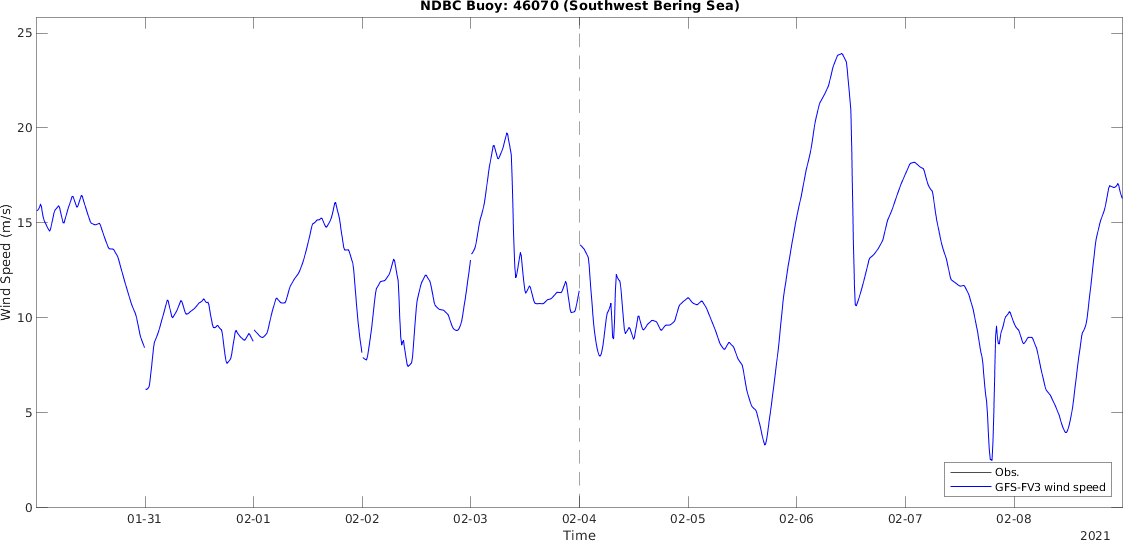 NDBC Buoy: 46070 (Southwest Bering Sea)
Wind Speed (m/s)
25
20
15
10
5
0
01-31 02-01 02-02 02-03 02-04 02-05 02-06 02-07 02-08
Time
2021
Obs.
GFS-FV3 wind speed